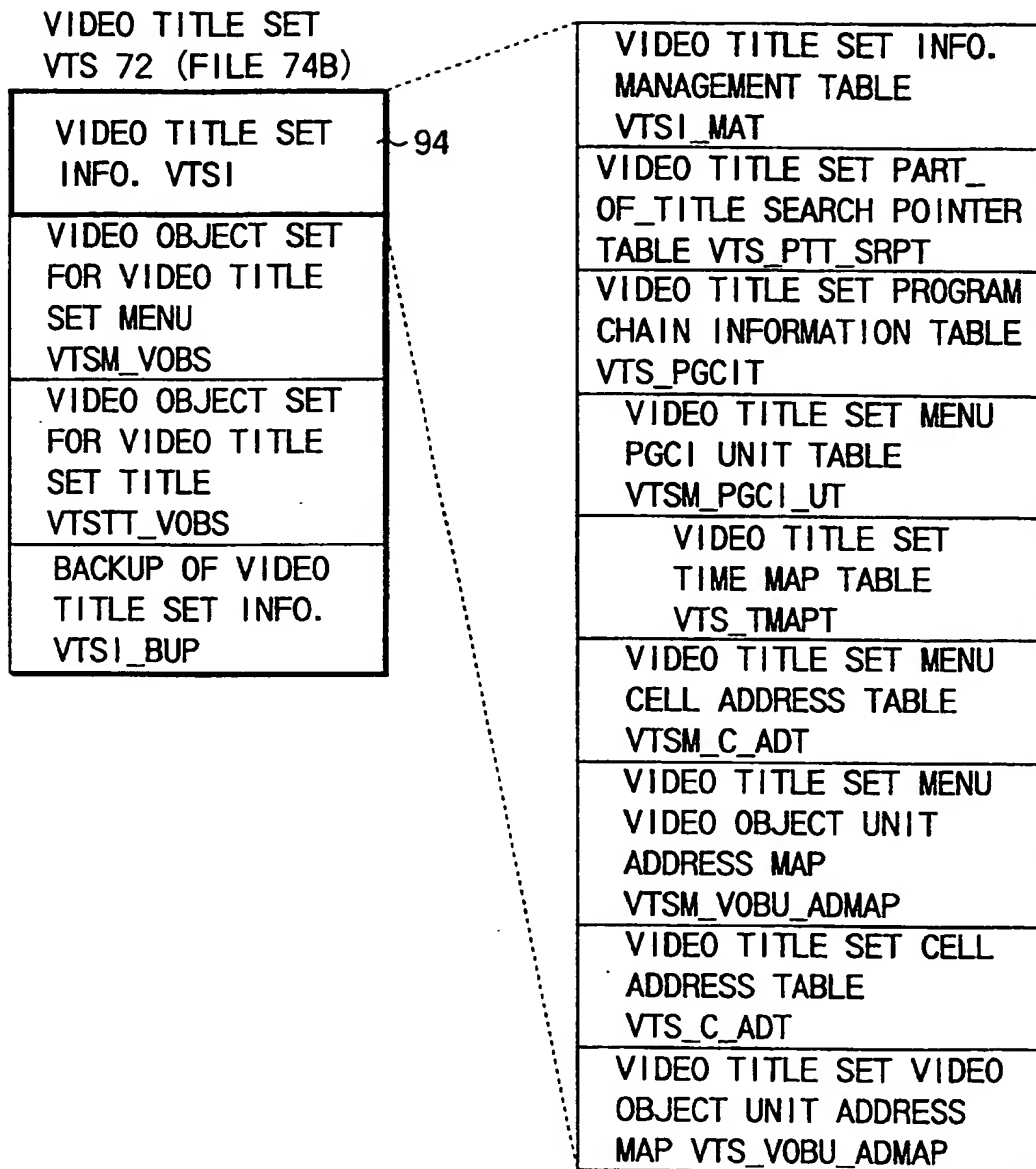 VIDEO TITLE SET
VTS 72 (FILE 74B)
VIDEO TITLE SET
INFO. VTSI
94
VIDEO OBJECT SET
FOR VIDEO TITLE
SET MENU
VTSM_VOBS
VIDEO OBJECT SET
FOR VIDEO TITLE
SET TITLE
VTSTT_VOBS
BACKUP OF VIDEO
TITLE SET INFO.
VTSI_BUP
VIDEO TITLE SET INFO.
MANAGEMENT TABLE
VTSI_MAT
VIDEO TITLE SET PART_
OF_TITLE SEARCH POINTER
TABLE VTS_PTT_SRPT
VIDEO TITLE SET PROGRAM
CHAIN INFORMATION TABLE
VTS_PGCIT
VIDEO TITLE SET MENU
PGCI UNIT TABLE
VTSM_PGCI_UT
VIDEO TITLE SET
TIME MAP TABLE
VTS_TMAPT
VIDEO TITLE SET MENU
CELL ADDRESS TABLE
VTSM_C_ADT
VIDEO TITLE SET MENU
VIDEO OBJECT UNIT
ADDRESS MAP
VTSM_VOBU_ADMAP
VIDEO TITLE SET CELL
ADDRESS TABLE
VTS_C_ADT
VIDEO TITLE SET VIDEO
OBJECT UNIT ADDRESS
MAP VTS_VOBU_ADMAP